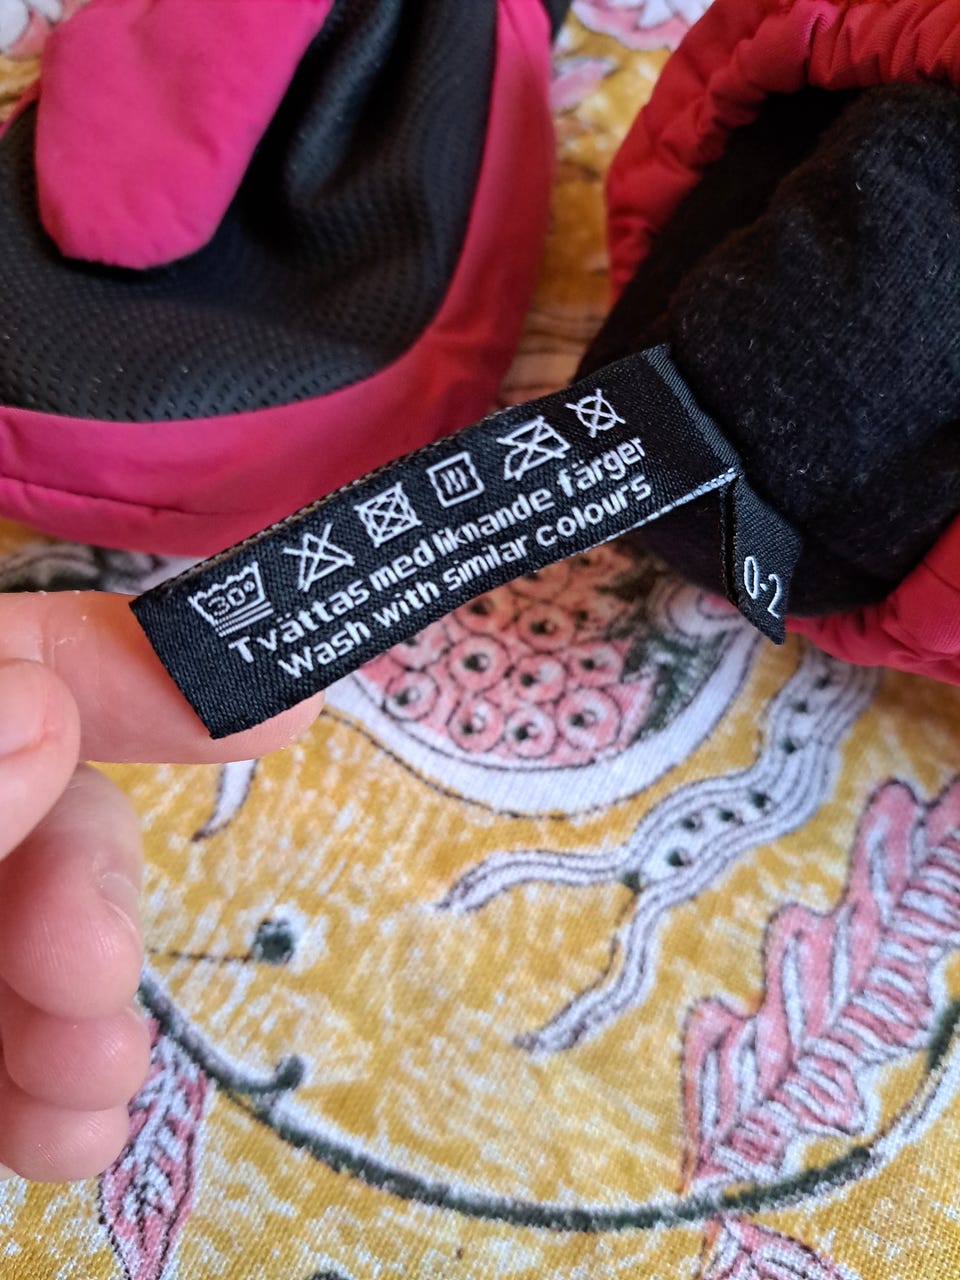 30°
Tvättas med liknande färger
Wash with similar colours
0-2